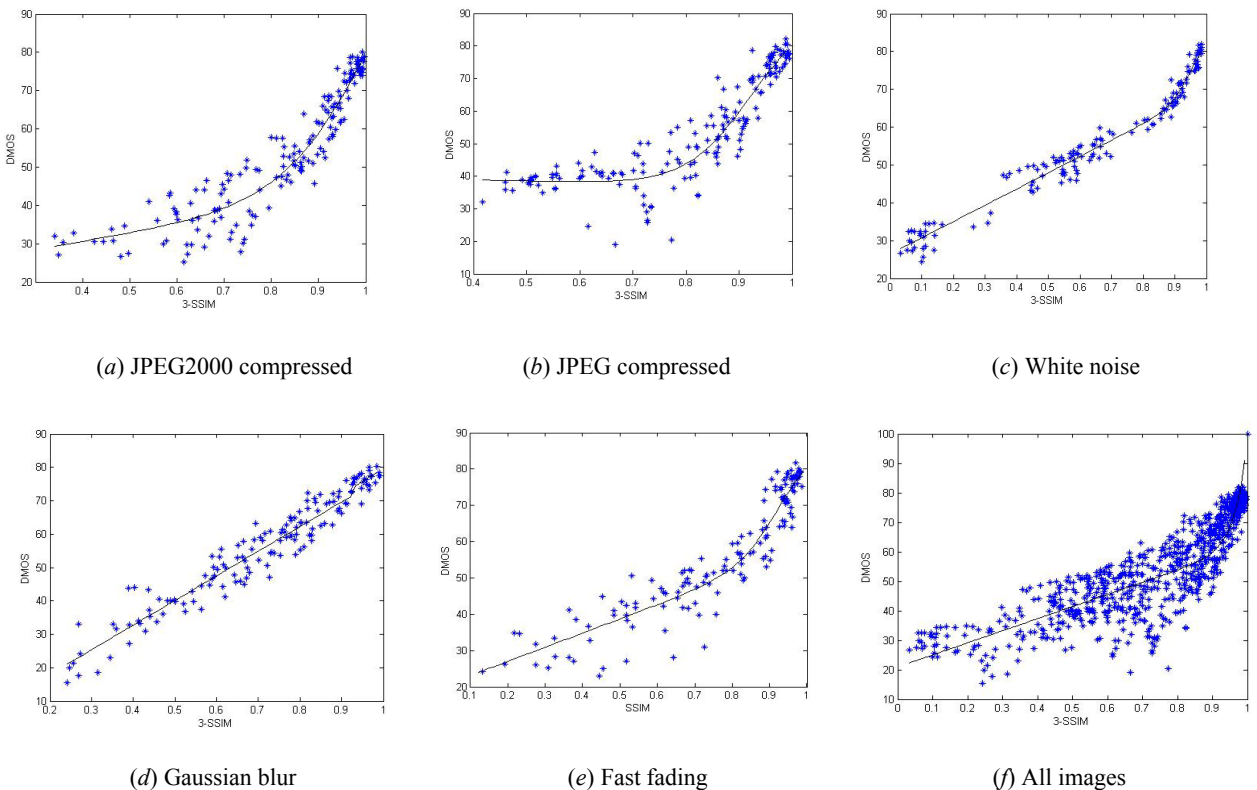 90
80
70
60
50
40
30
20
DMOS
0.4 0.5 0.6 0.7 0.8 0.9 1
3-SSIM
(a) JPEG2000 compressed
90
80
70
60
50
40
30
20
10
DMOS
0.4 0.5 0.6 0.7 0.8 0.9 1
3-SSIM
(b) JPEG compressed
90
80
70
60
50
40
30
20
DMOS
0 0.1 0.2 0.3 0.4 0.5 0.6 0.7 0.8 0.9 1
3-SSIM
(c) White noise
90
80
70
60
50
40
30
20
10
DMOS
0.2 0.3 0.4 0.5 0.6 0.7 0.8 0.9 1
3-SSIM
(d) Gaussian blur
90
80
70
60
50
40
30
20
DMOS
0.1 0.2 0.3 0.4 0.5 0.6 0.7 0.8 0.9 1
SSIM
(e) Fast fading
100
90
80
70
60
50
40
30
20
10
DMOS
0 0.1 0.2 0.3 0.4 0.5 0.6 0.7 0.8 0.9 1
3-SSIM
(f) All images